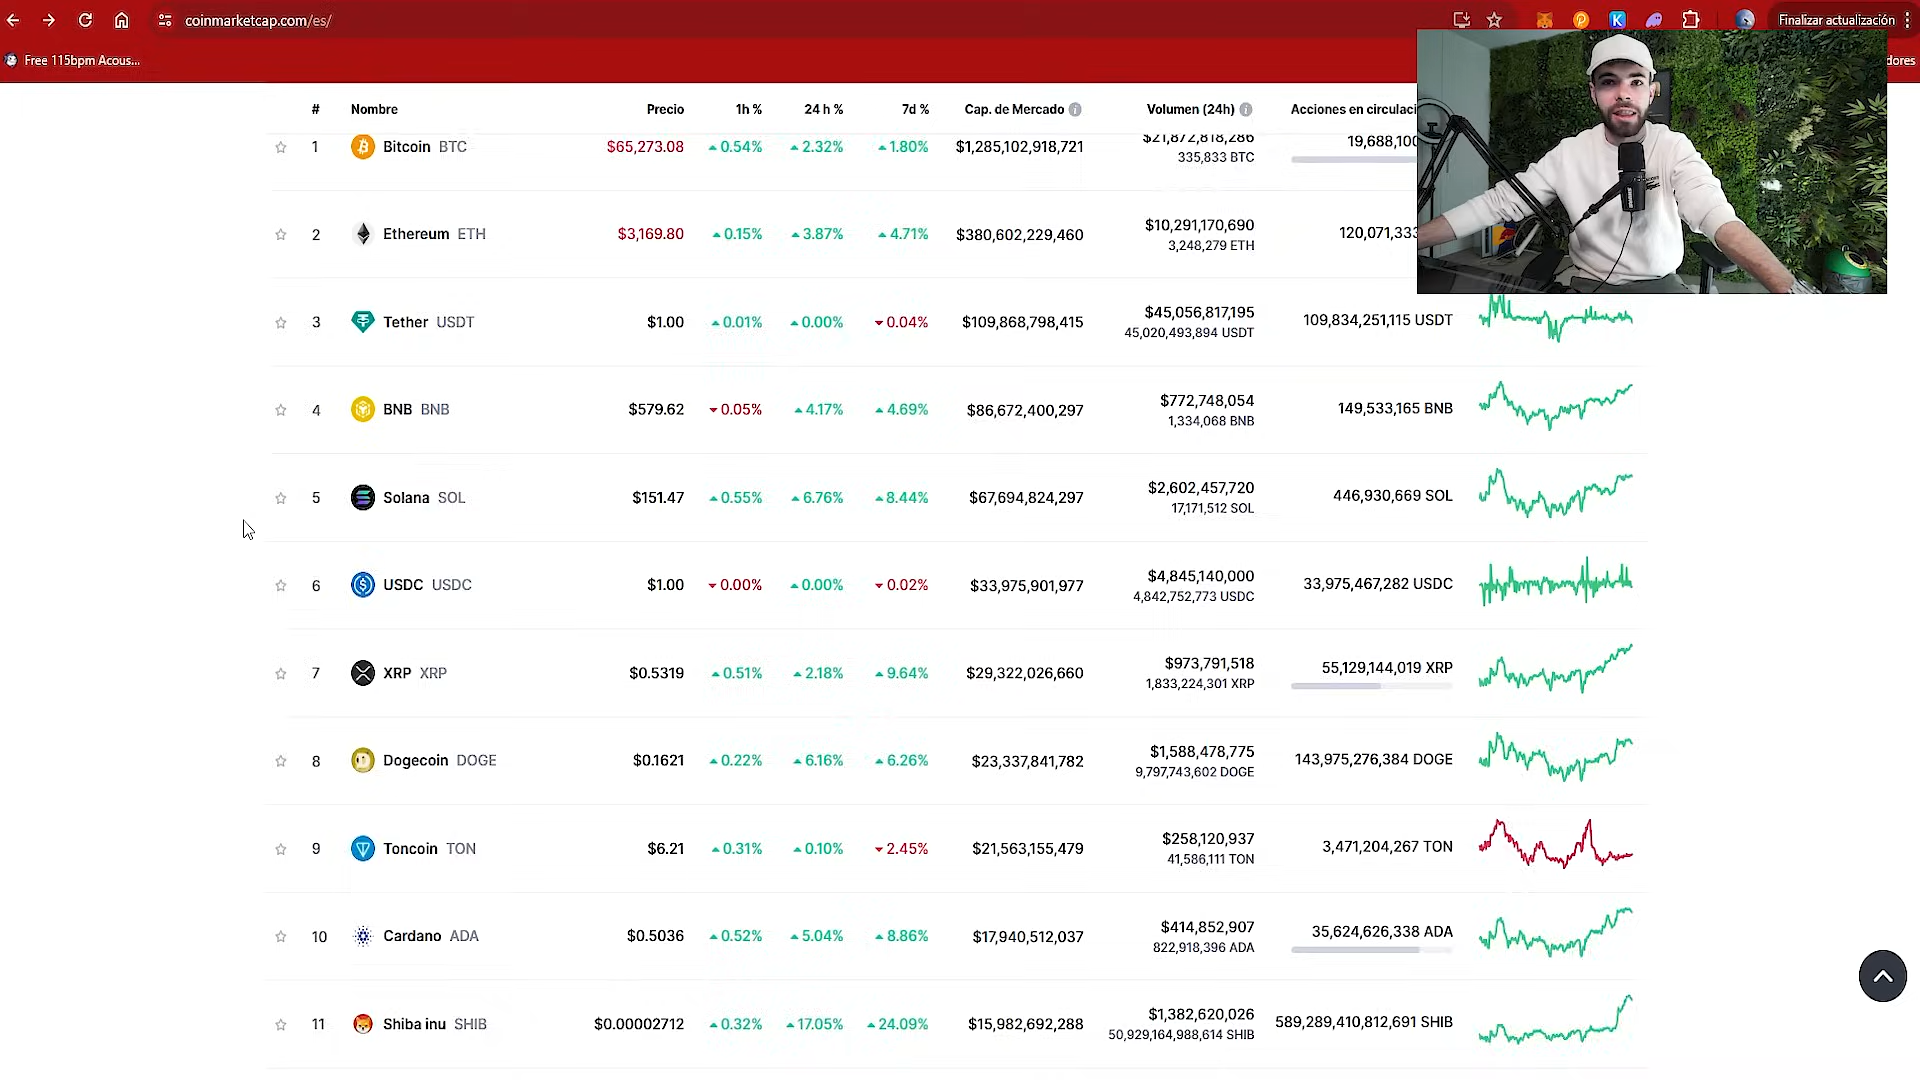 coinmarketcap.com/es/
Finalizar actualización
Free 115bpm Acous...
dores
# Nombre Precio 1h % 24 h % 7d % Cap. de Mercado Volumen (24h) Acciones en circulaci
1 Bitcoin BTC $65,273.08 0.54% 2.32% 1.80% $1,285,102,918,721 $21,872,818,286 19,688,100
335,833 BTC
2 Ethereum ETH $3,169.80 0.15% 3.87% 4.71% $380,602,229,460 $10,291,170,690 120,071,333
3,248,279 ETH
3 Tether USDT $1.00 0.01% 0.00% 0.04% $109,868,798,415 $45,056,817,195 109,834,251,115 USDT
45,020,493,894 USDT
4 BNB BNB $579.62 0.05% 4.17% 4.69% $86,672,400,297 $772,748,054 149,533,165 BNB
1,334,068 BNB
5 Solana SOL $151.47 0.55% 6.76% 8.44% $67,694,824,297 $2,602,457,720 446,930,669 SOL
17,171,512 SOL
6 USDC USDC $1.00 0.00% 0.00% 0.02% $33,975,901,977 $4,845,140,000 33,975,467,282 USDC
4,842,752,773 USDC
7 XRP XRP $0.5319 0.51% 2.18% 9.64% $29,322,026,660 $973,791,518 55,129,144,019 XRP
1,833,224,301 XRP
8 Dogecoin DOGE $0.1621 0.22% 6.16% 6.26% $23,337,841,782 $1,588,478,775 143,975,276,384 DOGE
9,797,743,602 DOGE
9 Toncoin TON $6.21 0.31% 0.10% 2.45% $21,563,155,479 $258,120,937 3,471,204,267 TON
41,586,111 TON
10 Cardano ADA $0.5036 0.52% 5.04% 8.86% $17,940,512,037 $414,852,907 35,624,626,338 ADA
822,918,396 ADA
11 Shiba inu SHIB $0.00002712 0.32% 17.05% 24.09% $15,982,692,288 $1,382,620,026 589,289,410,812,691 SHIB
50,929,164,988,614 SHIB